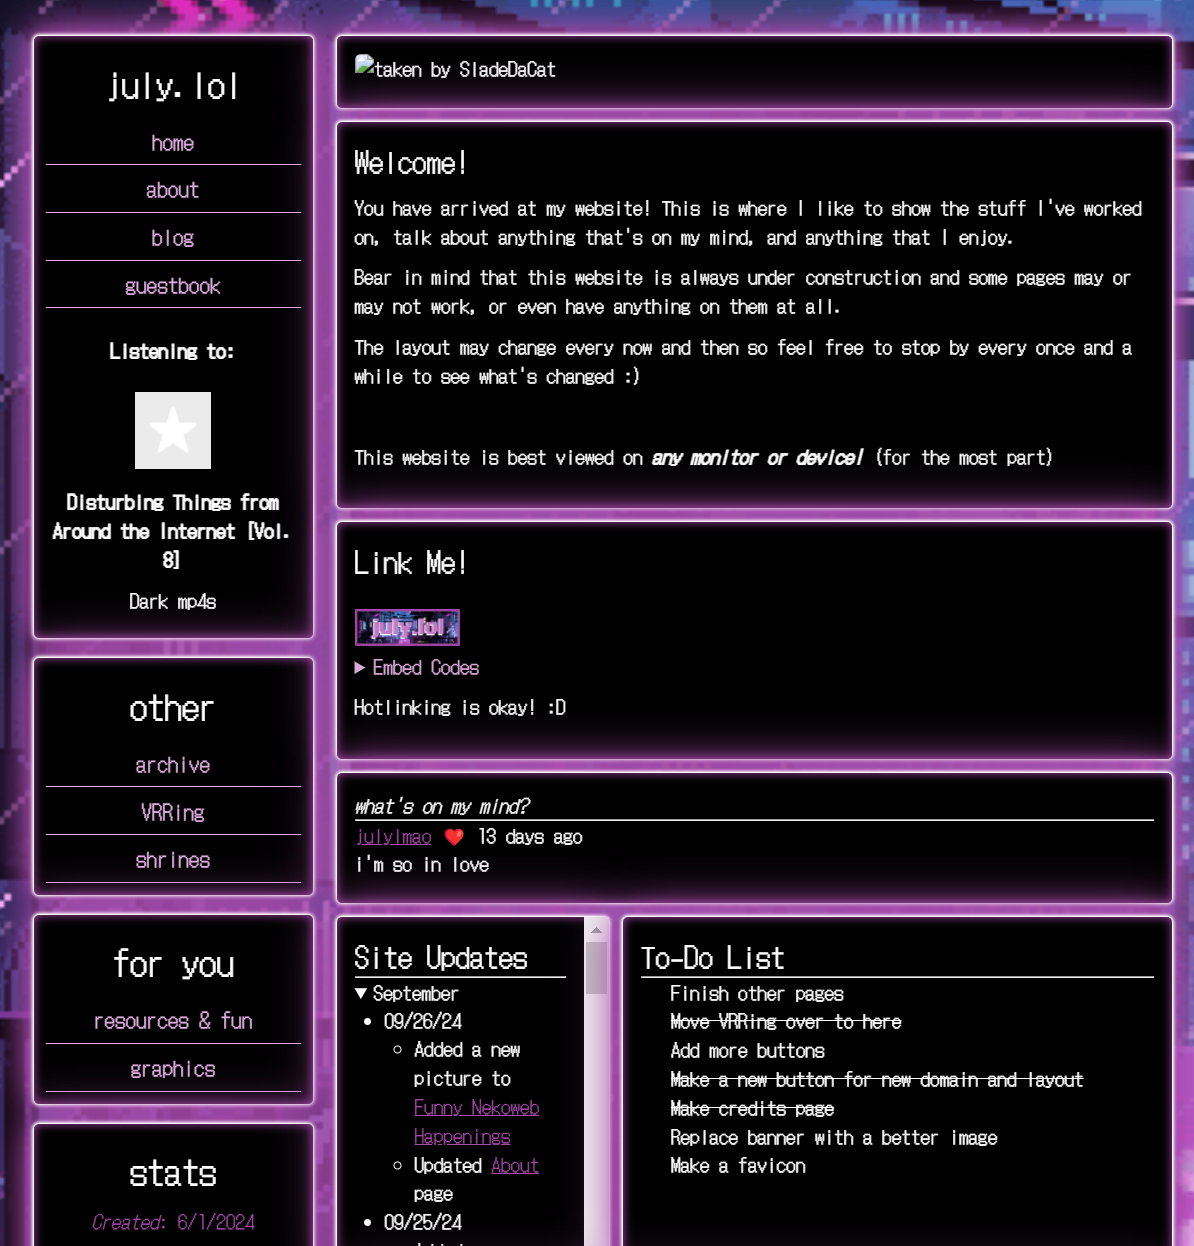 july.lol
home
about
blog
guestbook
Listening to:
Disturbing Things from
Around the Internet [Vol.
8]
Dark mp4s
other
archive
VRRing
shrines
for you
resources & fun
graphics
stats
Created: 6/1/2024
taken by SladeDaCat
Welcome!
You have arrived at my website! This is where I like to show the stuff I've worked
on, talk about anything that's on my mind, and anything that I enjoy.
Bear in mind that this website is always under construction and some pages may or
may not work, or even have anything on them at all.
The layout may change every now and then so feel free to stop by every once and a
while to see what's changed :)
This website is best viewed on any monitor or device! (for the most part)
Link Me!
july.lol
Embed Codes
Hotlinking is okay! :D
what's on my mind?
julylmao ❤️ 13 days ago
i'm so in love
Site Updates
September
09/26/24
Added a new
picture to
Funny Nekoweb
Happenings
Updated About
page
09/25/24
To-Do List
Finish other pages
Move VRRing over to here
Add more buttons
Make a new button for new domain and layout
Make credits page
Replace banner with a better image
Make a favicon